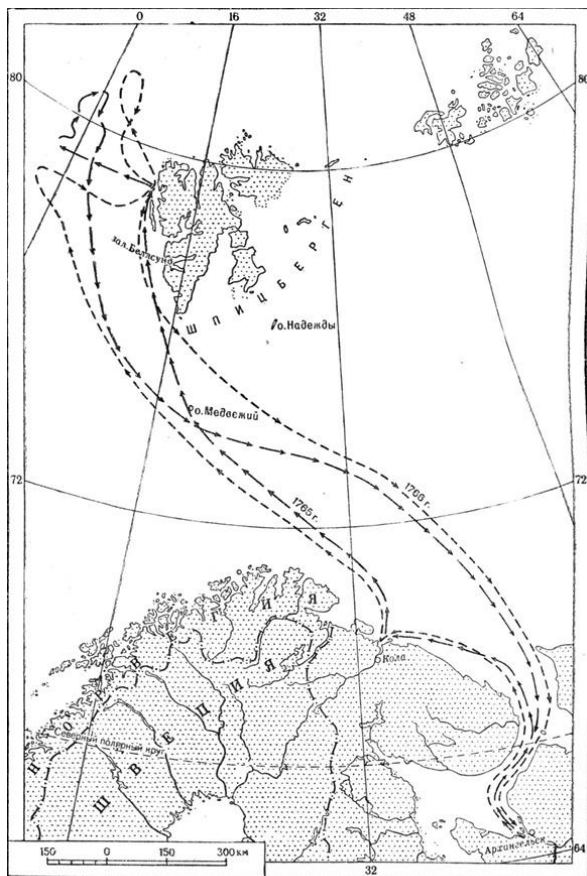 0 16 32 48 64
80 80
зал. Бельсунд
ШПИЦБЕРГЕН
о. Надежды
о. Медвежий
72 72
1765 г.
1766 г.
НОРВЕГИЯ
ШВЕЦИЯ
Кола
Северный полярный круг
Архангельск
150 0 150 300 км
32
64